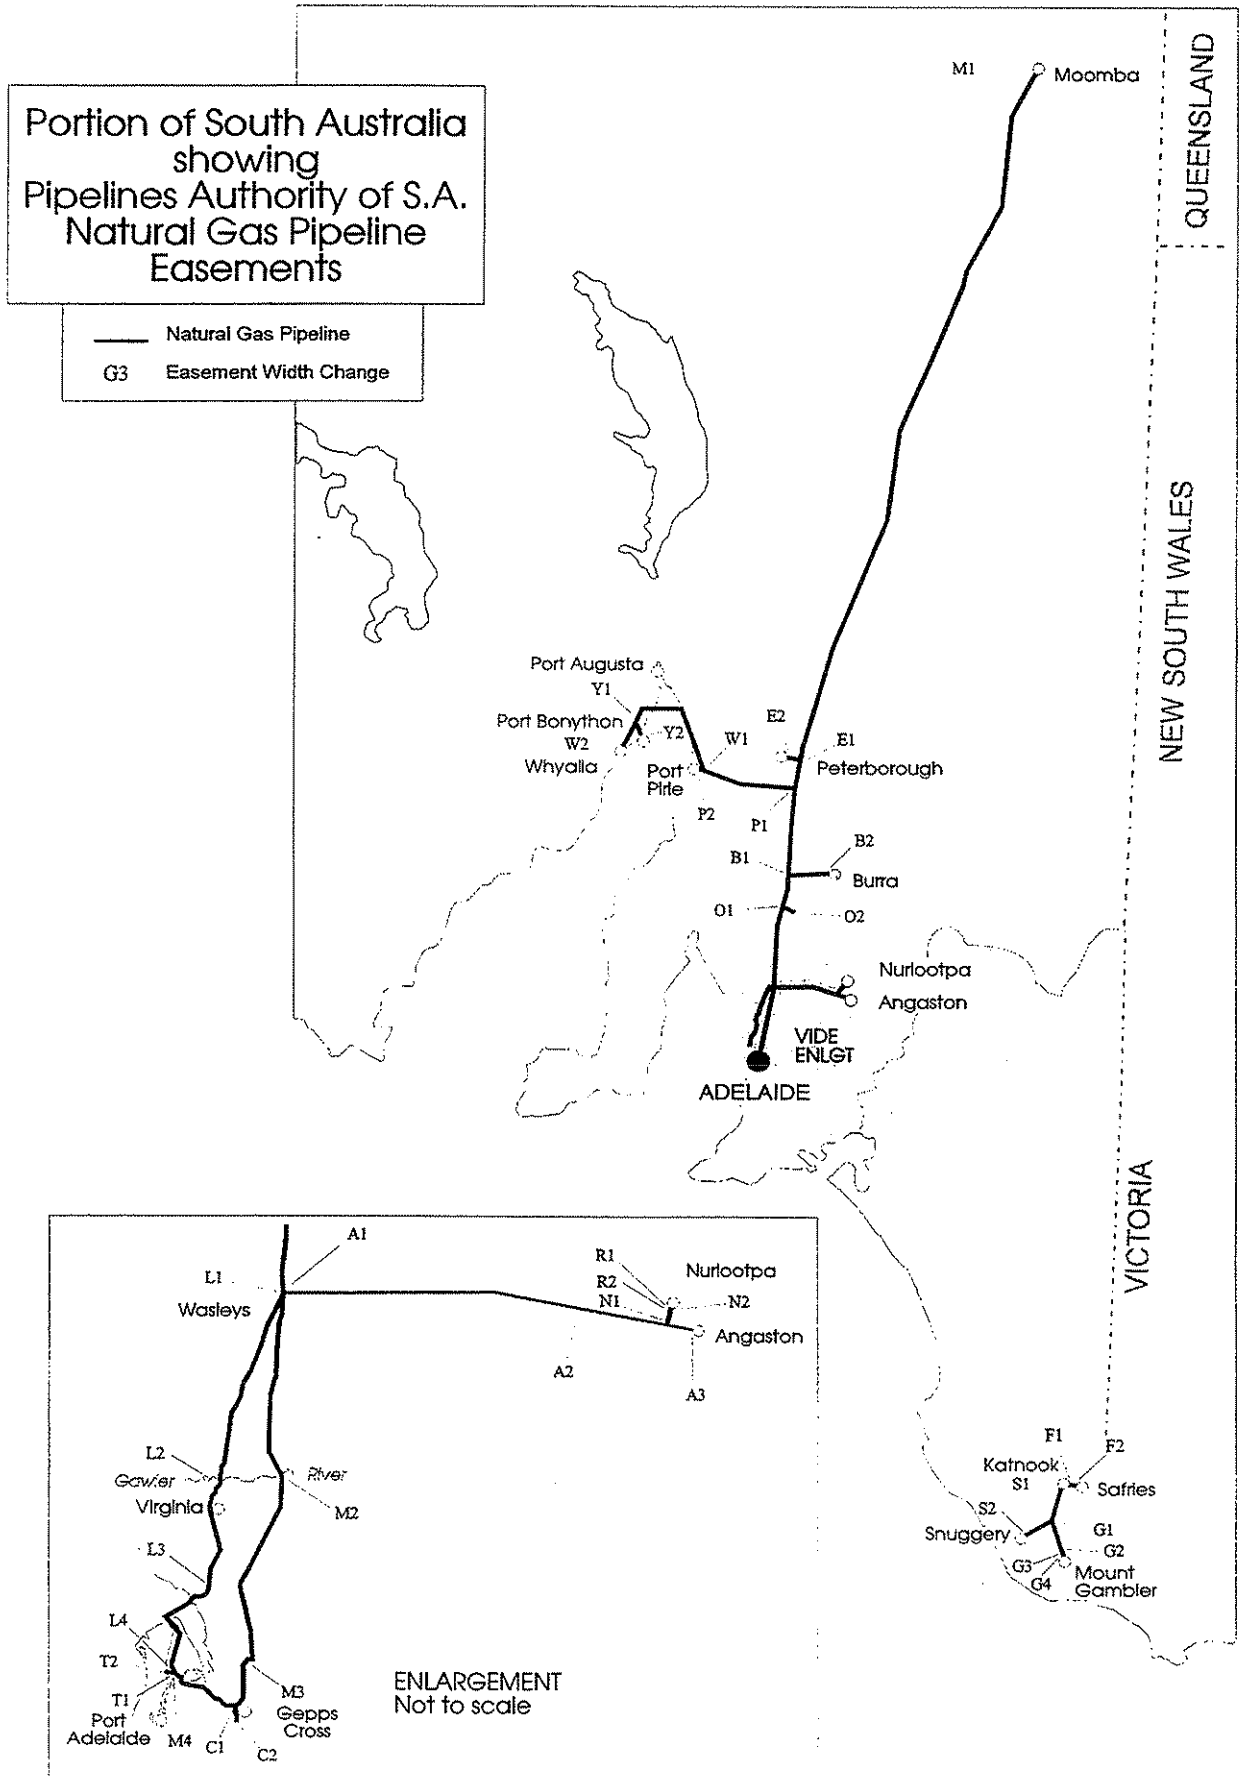 M1
Moomba
QUEENSLAND
Portion of South Australia
showing
Pipelines Authority of S.A.
Natural Gas Pipeline
Easements
Natural Gas Pipeline
G3 Easement Width Change
NEW SOUTH WALES
Port Augusta
Y1
Port Bonython
Y2
W2
Whyalla
W1
Port
Pirie
P2
E2
E1
Peterborough
P1
B1
B2
Burra
O1
O2
Nurlootpa
Angaston
VIDE
ENLGT
ADELAIDE
VICTORIA
A1
L1
Wasleys
R1
R2
N1
Nurlootpa
N2
Angaston
A2
A3
L2
Gawler
River
Virginia
M2
L3
L4
T2
T1
Port
Adelaide
M4
C1
C2
M3
Gepps
Cross
ENLARGEMENT
Not to scale
F1
F2
Katnook
S1
Safries
S2
Snuggery
G1
G2
G3
G4
Mount
Gambier